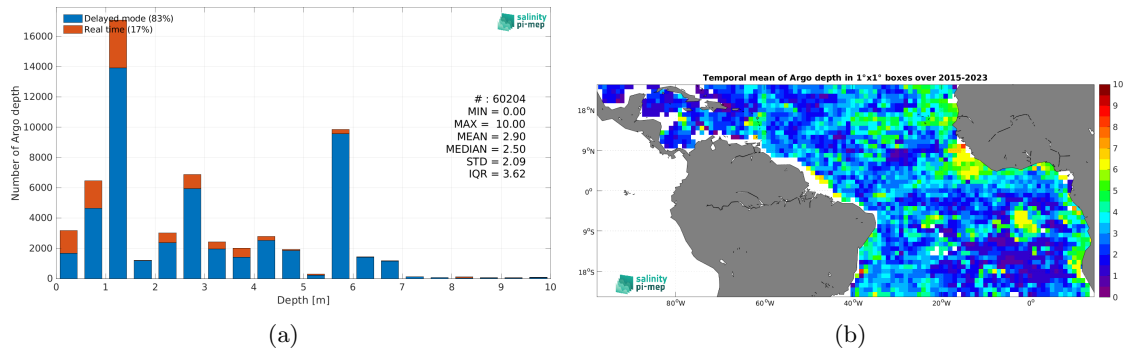 Delayed mode (83%)
Real time (17%)
salinity
pi-mep
16000
14000
12000
10000
8000
6000
4000
2000
0
Number of Argo depth
# : 60204
MIN = 0.00
MAX = 10.00
MEAN = 2.90
MEDIAN = 2.50
STD = 2.09
IQR = 3.62
0 1 2 3 4 5 6 7 8 9 10
Depth [m]
(a)
Temporal mean of Argo depth in 1°x1° boxes over 2015-2023
18°N
9°N
0°
9°S
18°S
80°W 60°W 40°W 20°W 0°
salinity
pi-mep
10
9
8
7
6
5
4
3
2
1
0
(b)